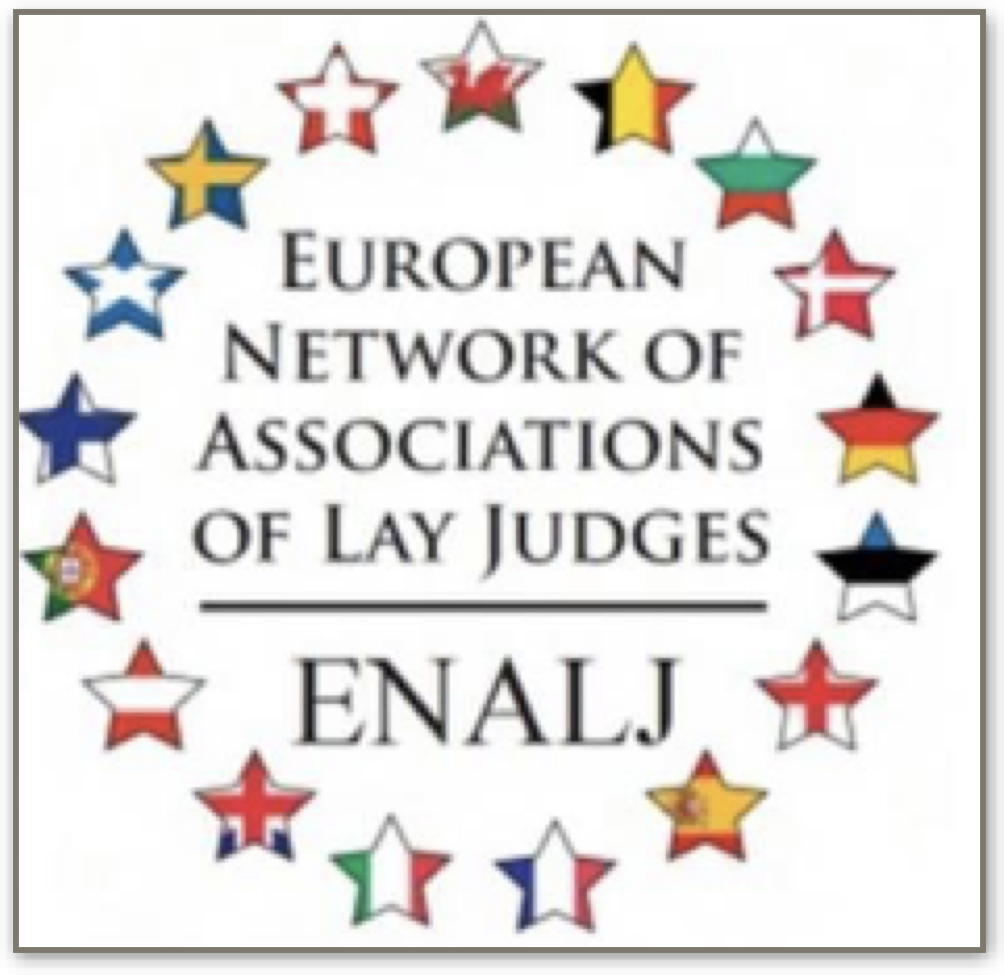 EUROPEAN
NETWORK OF
ASSOCIATIONS
OF LAY JUDGES
ENALJ